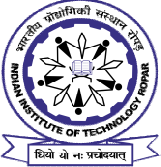 भारतीय प्रौद्योगिकी संस्थान रोपड़
INDIAN INSTITUTE OF TECHNOLOGY ROPAR
धियो यो नः प्रचोदयात्